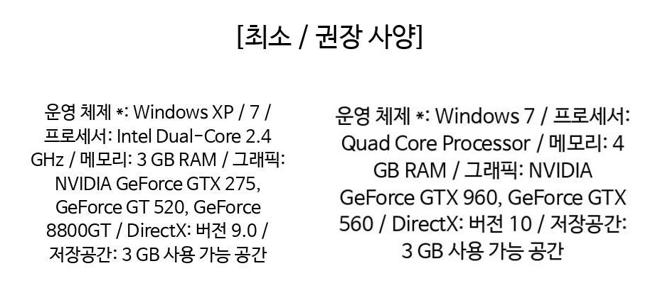 [최소 / 권장 사양]
운영 체제 *: Windows XP / 7 /
프로세서: Intel Dual-Core 2.4
GHz / 메모리: 3 GB RAM / 그래픽:
NVIDIA GeForce GTX 275,
GeForce GT 520, GeForce
8800GT / DirectX: 버전 9.0 /
저장공간: 3 GB 사용 가능 공간
운영 체제 *: Windows 7 / 프로세서:
Quad Core Processor / 메모리: 4
GB RAM / 그래픽: NVIDIA
GeForce GTX 960, GeForce GTX
560 / DirectX: 버전 10 / 저장공간:
3 GB 사용 가능 공간